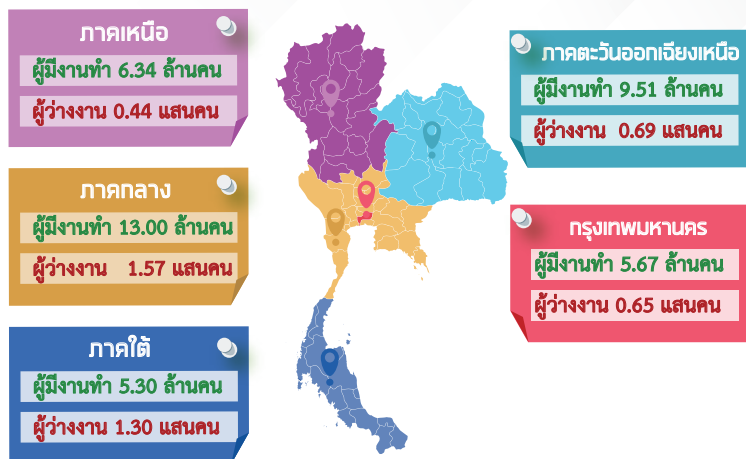 ภาคเหนือ
ผู้มีงานทำ 6.34 ล้านคน
ผู้ว่างงาน 0.44 แสนคน
ภาคกลาง
ผู้มีงานทำ 13.00 ล้านคน
ผู้ว่างงาน 1.57 แสนคน
ภาคใต้
ผู้มีงานทำ 5.30 ล้านคน
ผู้ว่างงาน 1.30 แสนคน
ภาคตะวันออกเฉียงเหนือ
ผู้มีงานทำ 9.51 ล้านคน
ผู้ว่างงาน 0.69 แสนคน
กรุงเทพมหานคร
ผู้มีงานทำ 5.67 ล้านคน
ผู้ว่างงาน 0.65 แสนคน